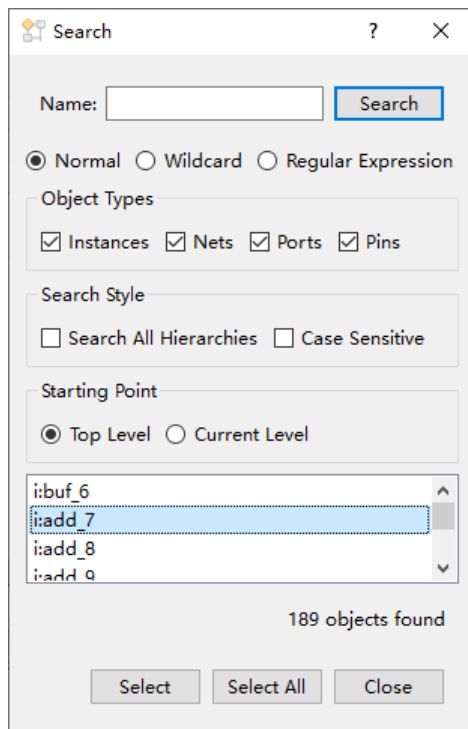 Search
?
Name:
Search
Normal Wildcard Regular Expression
Object Types
Instances Nets Ports Pins
Search Style
Search All Hierarchies Case Sensitive
Starting Point
Top Level Current Level
i:buf_6
i:add_7
i:add_8
i:add_9
189 objects found
Select Select All Close